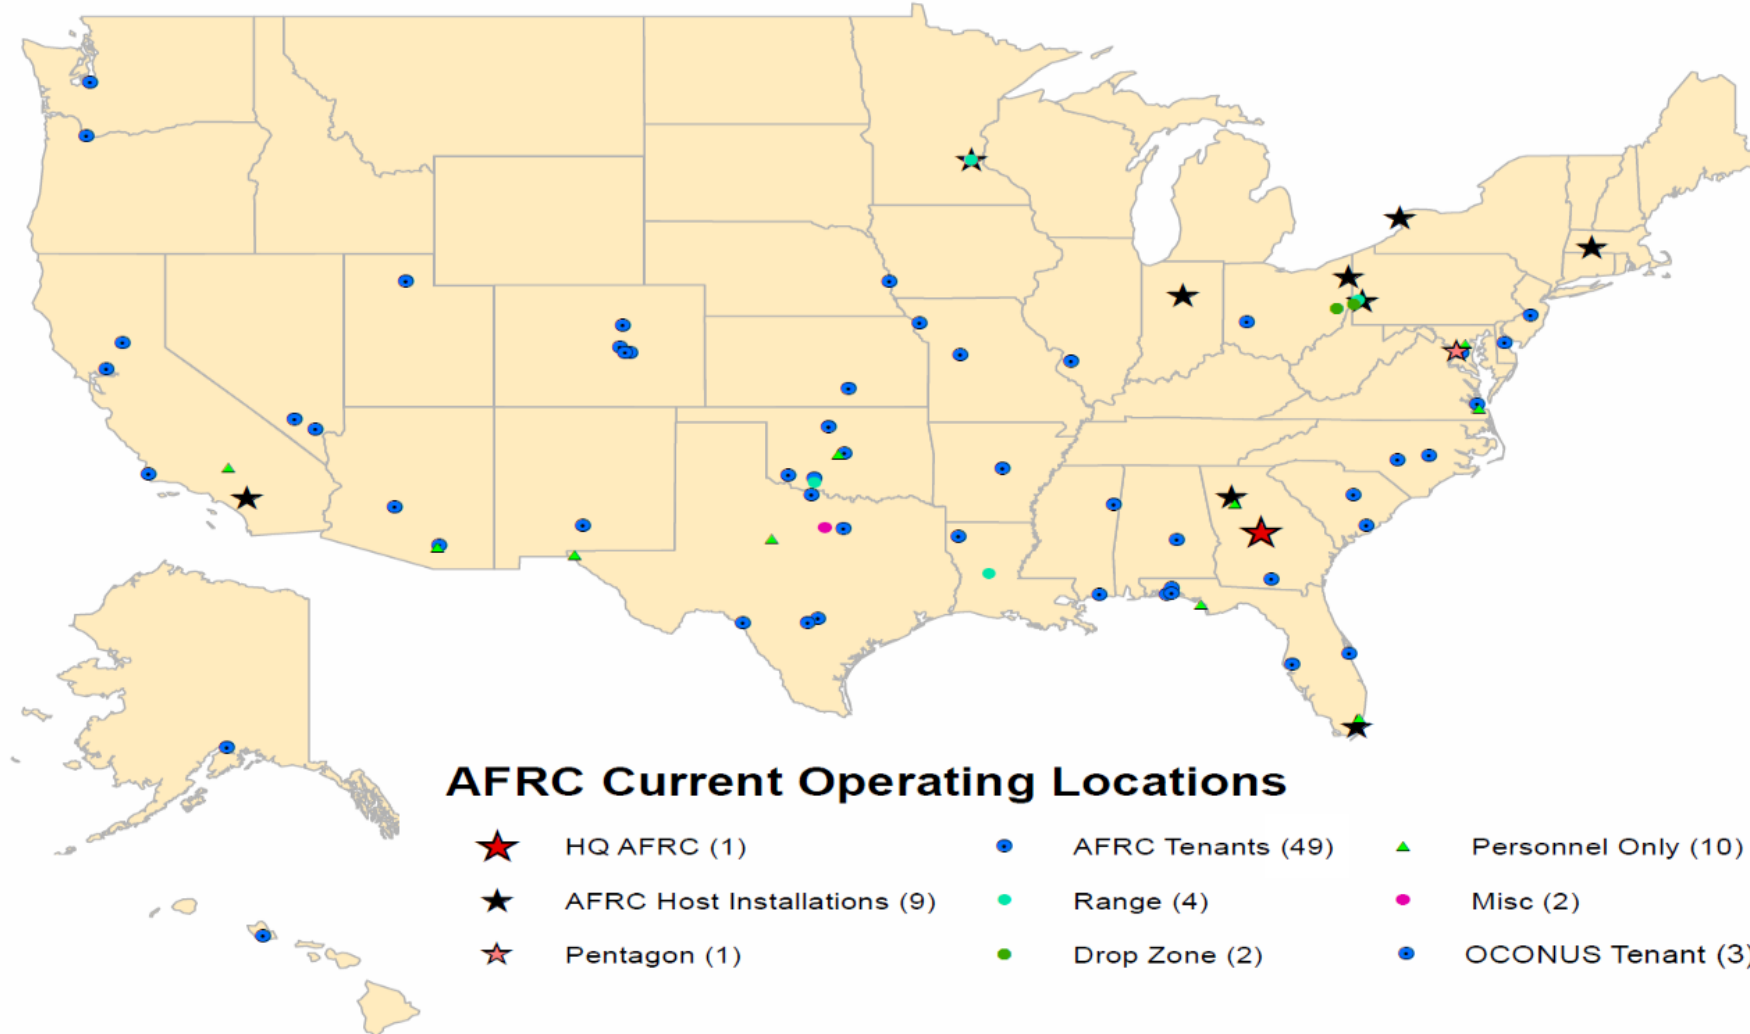 AFRC Current Operating Locations
HQ AFRC (1)
AFRC Tenants (49)
Personnel Only (10)
AFRC Host Installations (9)
Range (4)
Misc (2)
Pentagon (1)
Drop Zone (2)
OCONUS Tenant (3)